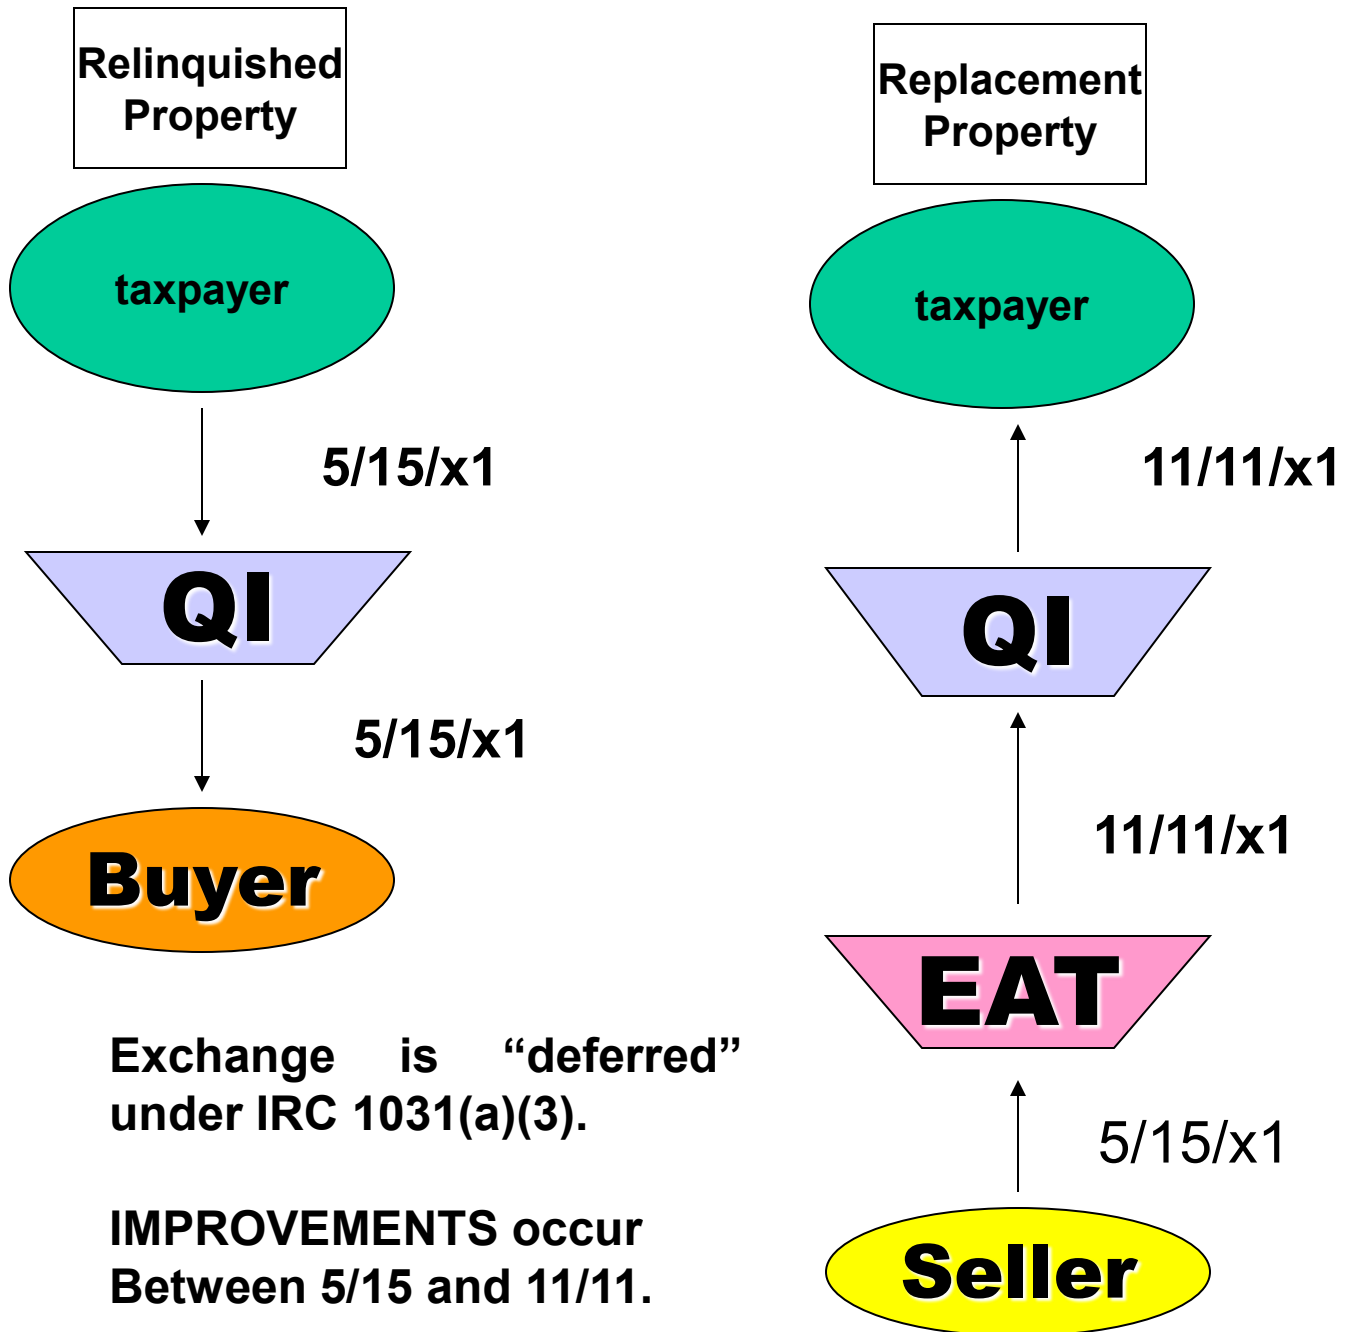 Relinquished
Property
taxpayer
5/15/x1
QI
5/15/x1
Buyer
Exchange is “deferred”
under IRC 1031(a)(3).
IMPROVEMENTS occur
Between 5/15 and 11/11.
Replacement
Property
taxpayer
11/11/x1
QI
11/11/x1
EAT
5/15/x1
Seller